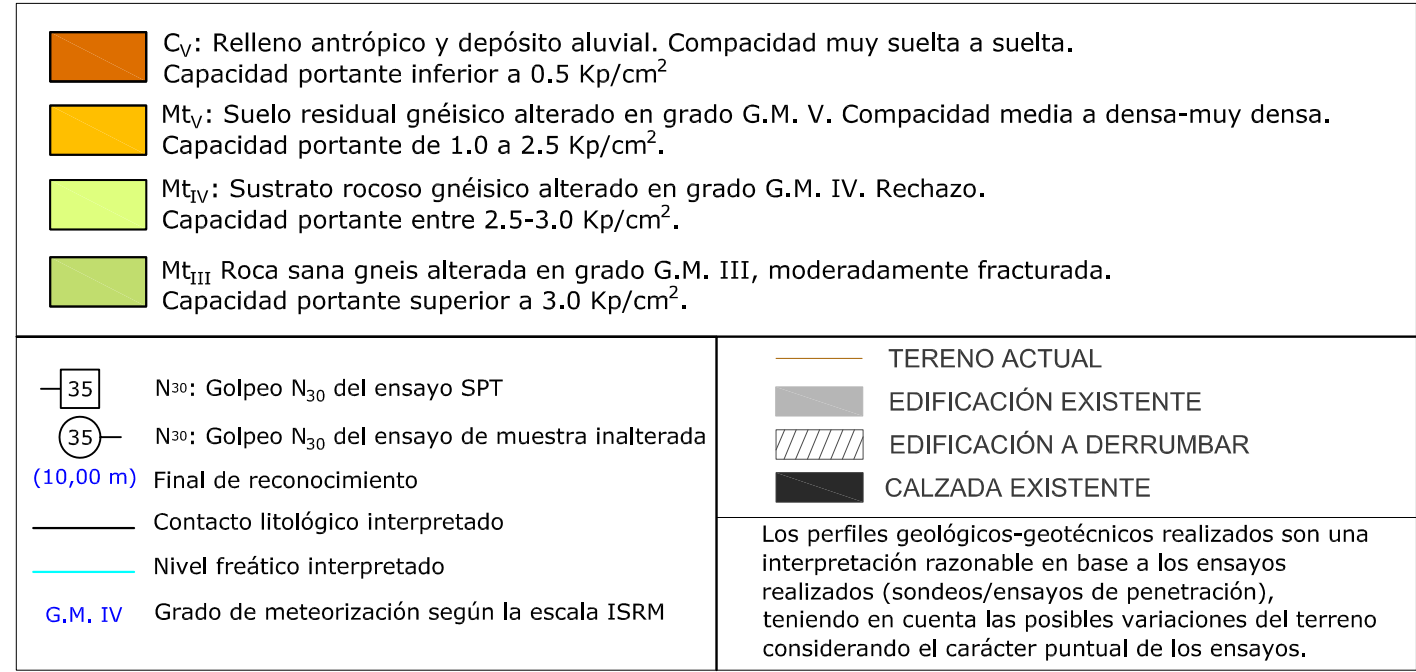 C_V: Relleno antrópico y depósito aluvial. Compacidad muy suelta a suelta.
Capacidad portante inferior a 0.5 Kp/cm²
Mt_V: Suelo residual gnéisico alterado en grado G.M. V. Compacidad media a densa-muy densa.
Capacidad portante de 1.0 a 2.5 Kp/cm².
Mt_IV: Sustrato rocoso gnéisico alterado en grado G.M. IV. Rechazo.
Capacidad portante entre 2.5-3.0 Kp/cm².
Mt_III Roca sana gneis alterada en grado G.M. III, moderadamente fracturada.
Capacidad portante superior a 3.0 Kp/cm².
35 N30: Golpeo N30 del ensayo SPT
35 N30: Golpeo N30 del ensayo de muestra inalterada
(10,00 m) Final de reconocimiento
Contacto litológico interpretado
Nivel freático interpretado
G.M. IV Grado de meteorización según la escala ISRM
TERENO ACTUAL
EDIFICACIÓN EXISTENTE
EDIFICACIÓN A DERRUMBAR
CALZADA EXISTENTE
Los perfiles geológicos-geotécnicos realizados son una
interpretación razonable en base a los ensayos
realizados (sondeos/ensayos de penetración),
teniendo en cuenta las posibles variaciones del terreno
considerando el carácter puntual de los ensayos.